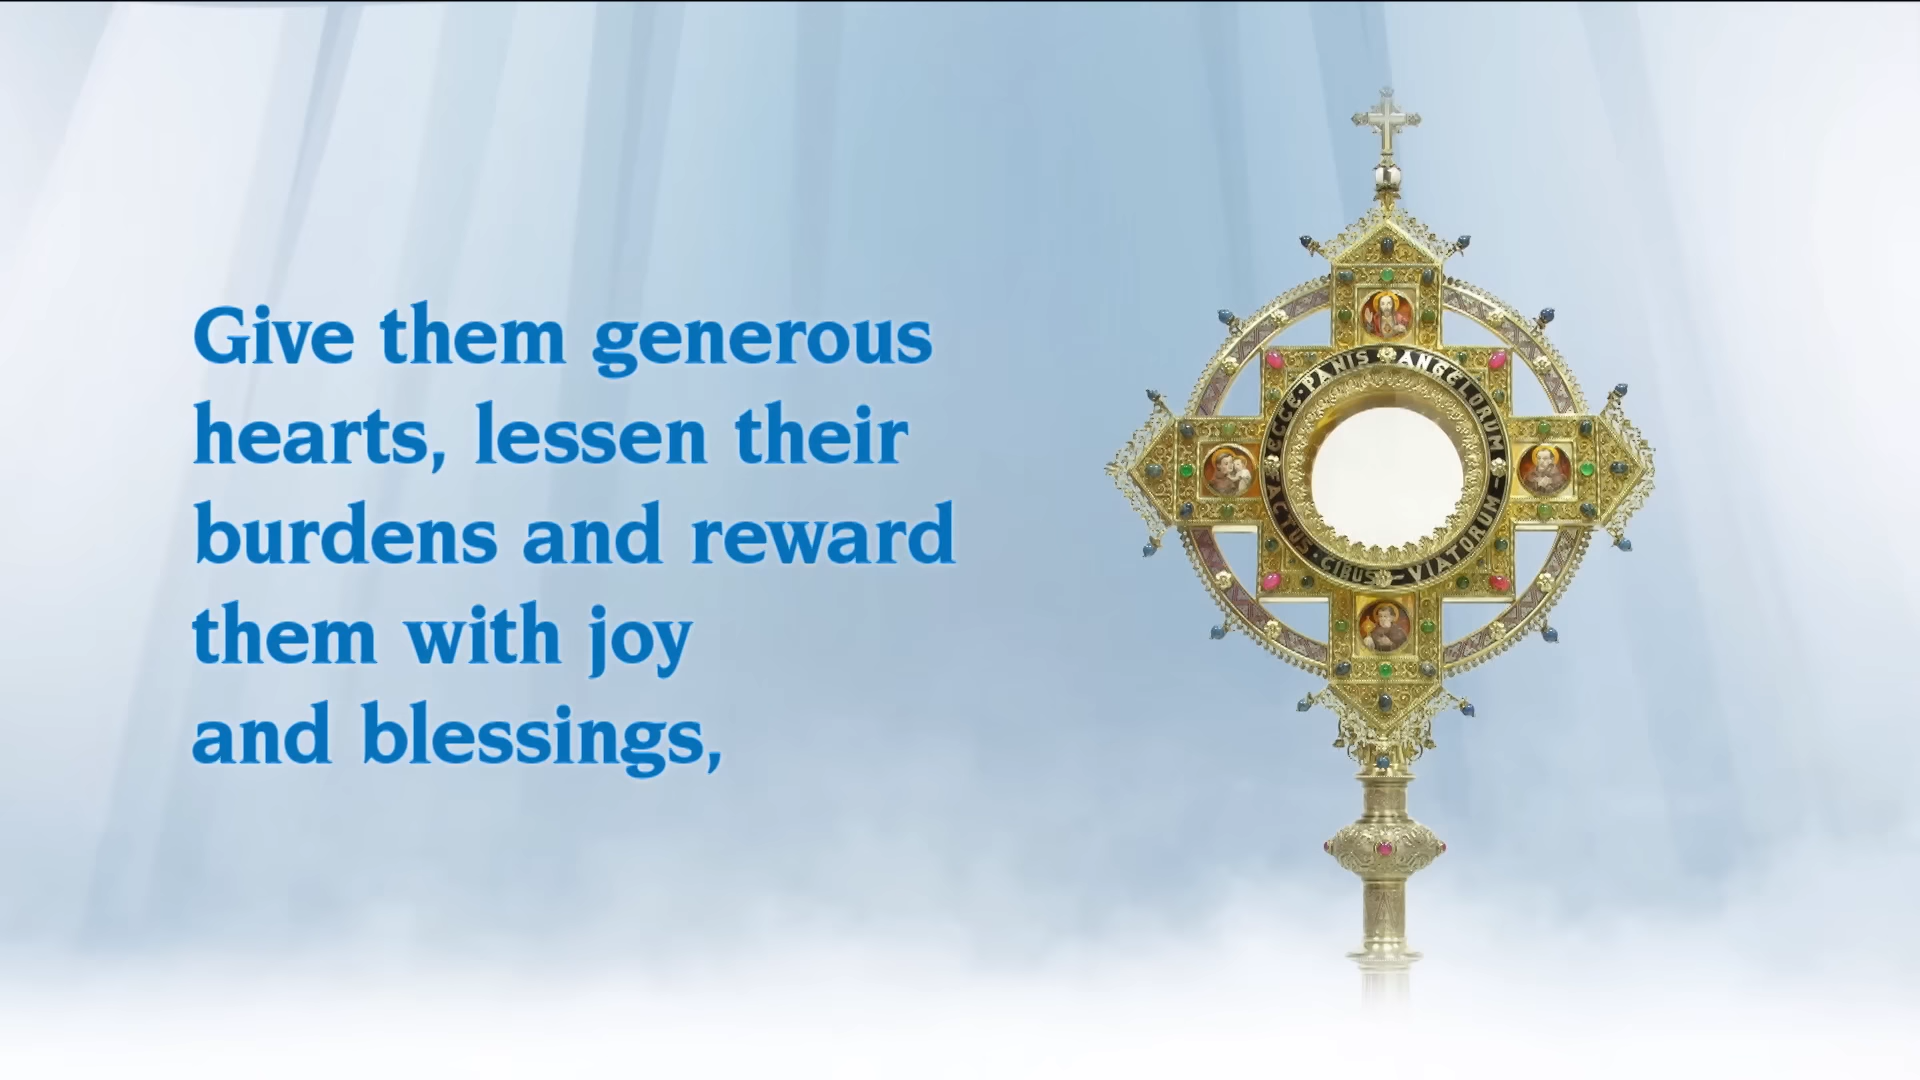 Give them generous
hearts, lessen their
burdens and reward
them with joy
and blessings,
ECCE · PANIS ANGELORUM
FACTUS · CIBUS VIATORUM